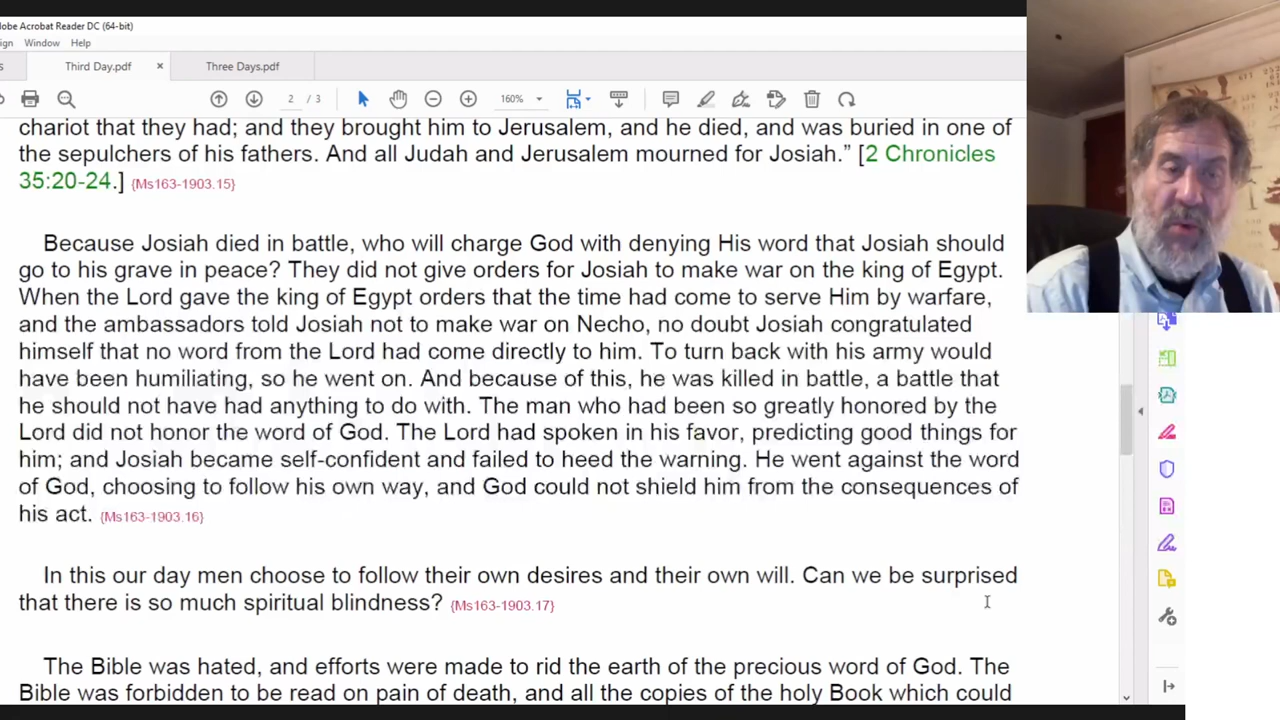 dobe Acrobat Reader DC (64-bit)
ign Window Help
s Third Day.pdf × Three Days.pdf
2 / 3 160%
chariot that they had; and they brought him to Jerusalem, and he died, and was buried in one of
the sepulchers of his fathers. And all Judah and Jerusalem mourned for Josiah.” [2 Chronicles
35:20-24.] {Ms163-1903.15}
Because Josiah died in battle, who will charge God with denying His word that Josiah should
go to his grave in peace? They did not give orders for Josiah to make war on the king of Egypt.
When the Lord gave the king of Egypt orders that the time had come to serve Him by warfare,
and the ambassadors told Josiah not to make war on Necho, no doubt Josiah congratulated
himself that no word from the Lord had come directly to him. To turn back with his army would
have been humiliating, so he went on. And because of this, he was killed in battle, a battle that
he should not have had anything to do with. The man who had been so greatly honored by the
Lord did not honor the word of God. The Lord had spoken in his favor, predicting good things for
him; and Josiah became self-confident and failed to heed the warning. He went against the word
of God, choosing to follow his own way, and God could not shield him from the consequences of
his act. {Ms163-1903.16}
In this our day men choose to follow their own desires and their own will. Can we be surprised
that there is so much spiritual blindness? {Ms163-1903.17}
The Bible was hated, and efforts were made to rid the earth of the precious word of God. The
Bible was forbidden to be read on pain of death, and all the copies of the holy Book which could